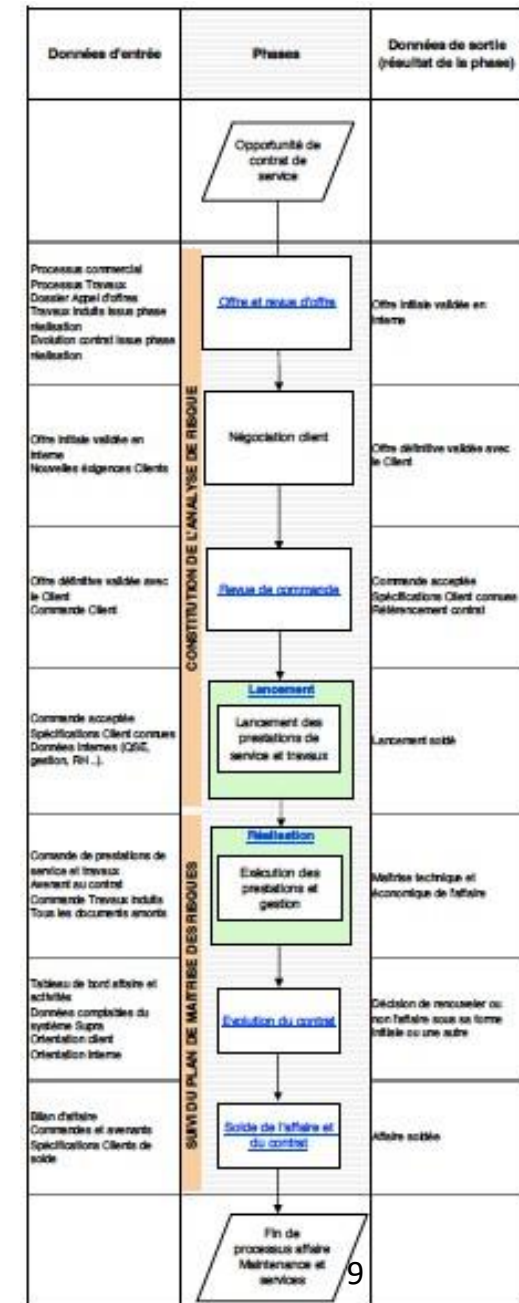 Données d'entrée
Phases
Données de sortie
(résultat de la phase)
Opportunité de
contrat de
service
CONSTITUTION DE L'ANALYSE DE RISQUE
Processus commercial
Processus Travaux
Dossier Appel d'offres
Travaux induits issue phase
réalisation
Evolution contrat issue phase
réalisation
Offre et revue d'offre
Offre initiale validée en
interne
Offre initiale validée en
interne
Nouvelles exigences Clients
Négociation client
Offre définitive validée avec
le Client
Offre définitive validée avec
le Client
Commande Client
Revue de commande
Commande acceptée
Spécifications Client connues
Référencement contrat
Commande acceptée
Spécifications Client connues
Données internes (QSE,
gestion, RH...).
Lancement
Lancement des
prestations de
service et travaux
Lancement soldé
SUIVI DU PLAN DE MAITRISE DES RISQUES
Comande de prestations de
service et travaux
Avenant au contrat
Commande Travaux induits
Tous les documents amonts
Réalisation
Exécution des
prestations et
gestion
Maîtrise technique et
économique de l'affaire
Tableau de bord affaire et
activités
Données comptables du
système Supra
Orientation client
Orientation interne
Evolution du contrat
Décision de renouveler ou
non l'affaire sous sa forme
initiale ou une autre
Bilan d'affaire
Commandes et avenants
Spécifications Clients de
solde
Solde de l'affaire et
du contrat
Affaire soldée
Fin de
processus affaire
Maintenance et
services
9